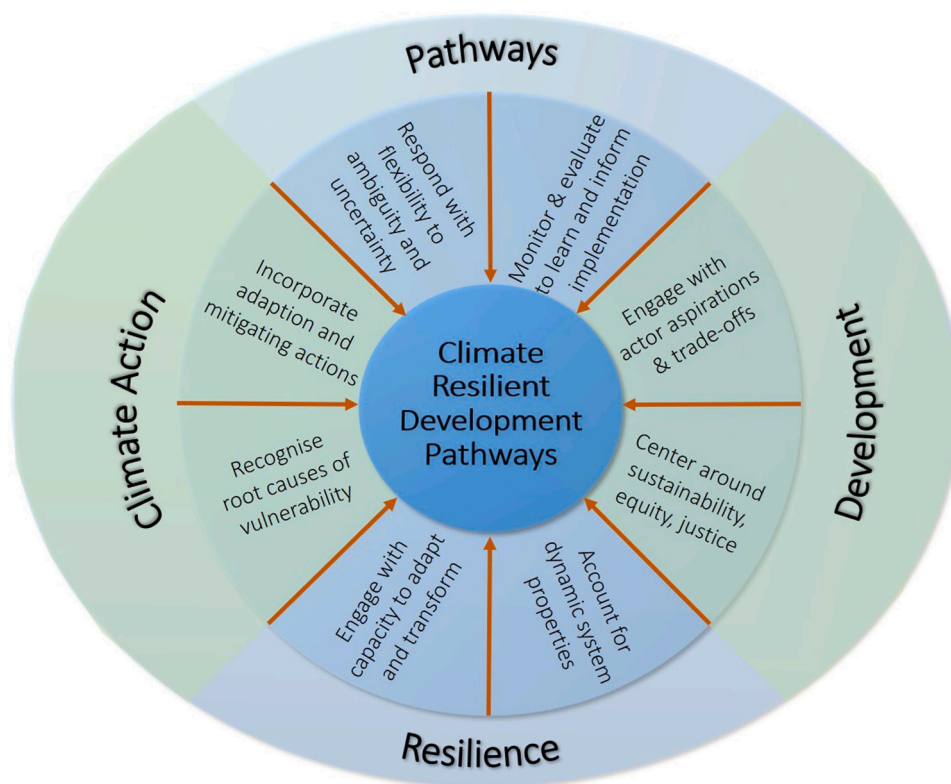 Pathways
Respond with
flexibility to
ambiguity and
uncertainty
Monitor & evaluate
to learn and inform
implementation
Incorporate
adaption and
mitigating actions
Engage with
actor aspirations
& trade-offs
Climate Action
Climate
Resilient
Development
Pathways
Development
Recognise
root causes of
vulnerability
Center around
sustainability,
equity, justice
Engage with
capacity to adapt
and transform
Account for
dynamic system
properties
Resilience